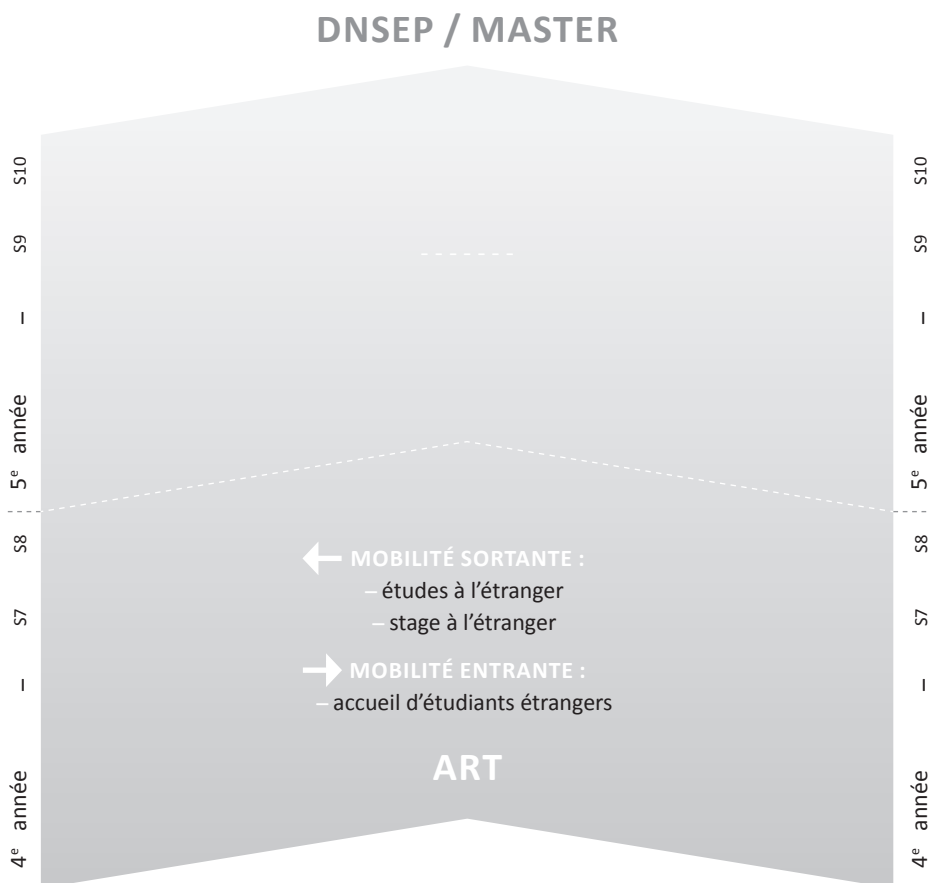 DNSEP / MASTER
S10
S9
–
5e année
S8
S7
–
4e année
← MOBILITÉ SORTANTE :
– études à l’étranger
– stage à l’étranger
→ MOBILITÉ ENTRANTE :
– accueil d’étudiants étrangers
ART
S10
S9
–
5e année
S8
S7
–
4e année